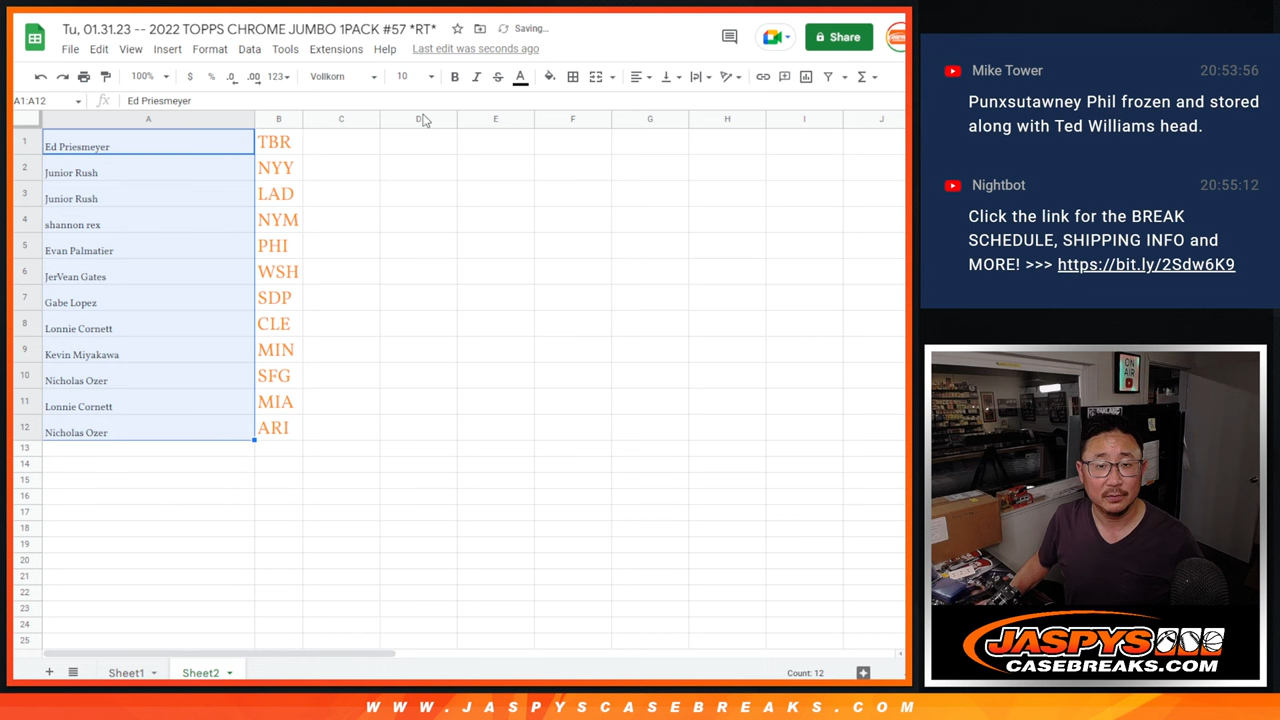 Tu, 01.31.23 -- 2022 TOPPS CHROME JUMBO 1PACK #57 *RT*
Saving...
File Edit View Insert Format Data Tools Extensions Help Last edit was seconds ago
Share
100% $ % .0 .00 123 Vollkorn 10 B I S A
A1:A12 fx Ed Priesmeyer
A B C D E F G H I J
1 Ed Priesmeyer TBR
2 Junior Rush NYY
3 Junior Rush LAD
4 shannon rex NYM
5 Evan Palmatier PHI
6 JerVean Gates WSH
7 Gabe Lopez SDP
8 Lonnie Cornett CLE
9 Kevin Miyakawa MIN
10 Nicholas Ozer SFG
11 Lonnie Cornett MIA
12 Nicholas Ozer ARI
13
14
15
16
17
18
19
20
21
22
23
24
25
Sheet1 Sheet2 Count: 12
Mike Tower 20:53:56
Punxsutawney Phil frozen and stored
along with Ted Williams head.
Nightbot 20:55:12
Click the link for the BREAK
SCHEDULE, SHIPPING INFO and
MORE! >>> https://bit.ly/2Sdw6K9
ON
AIR
JASPYS
CASEBREAKS.COM
WWW.JASPYSCASEBREAKS.COM